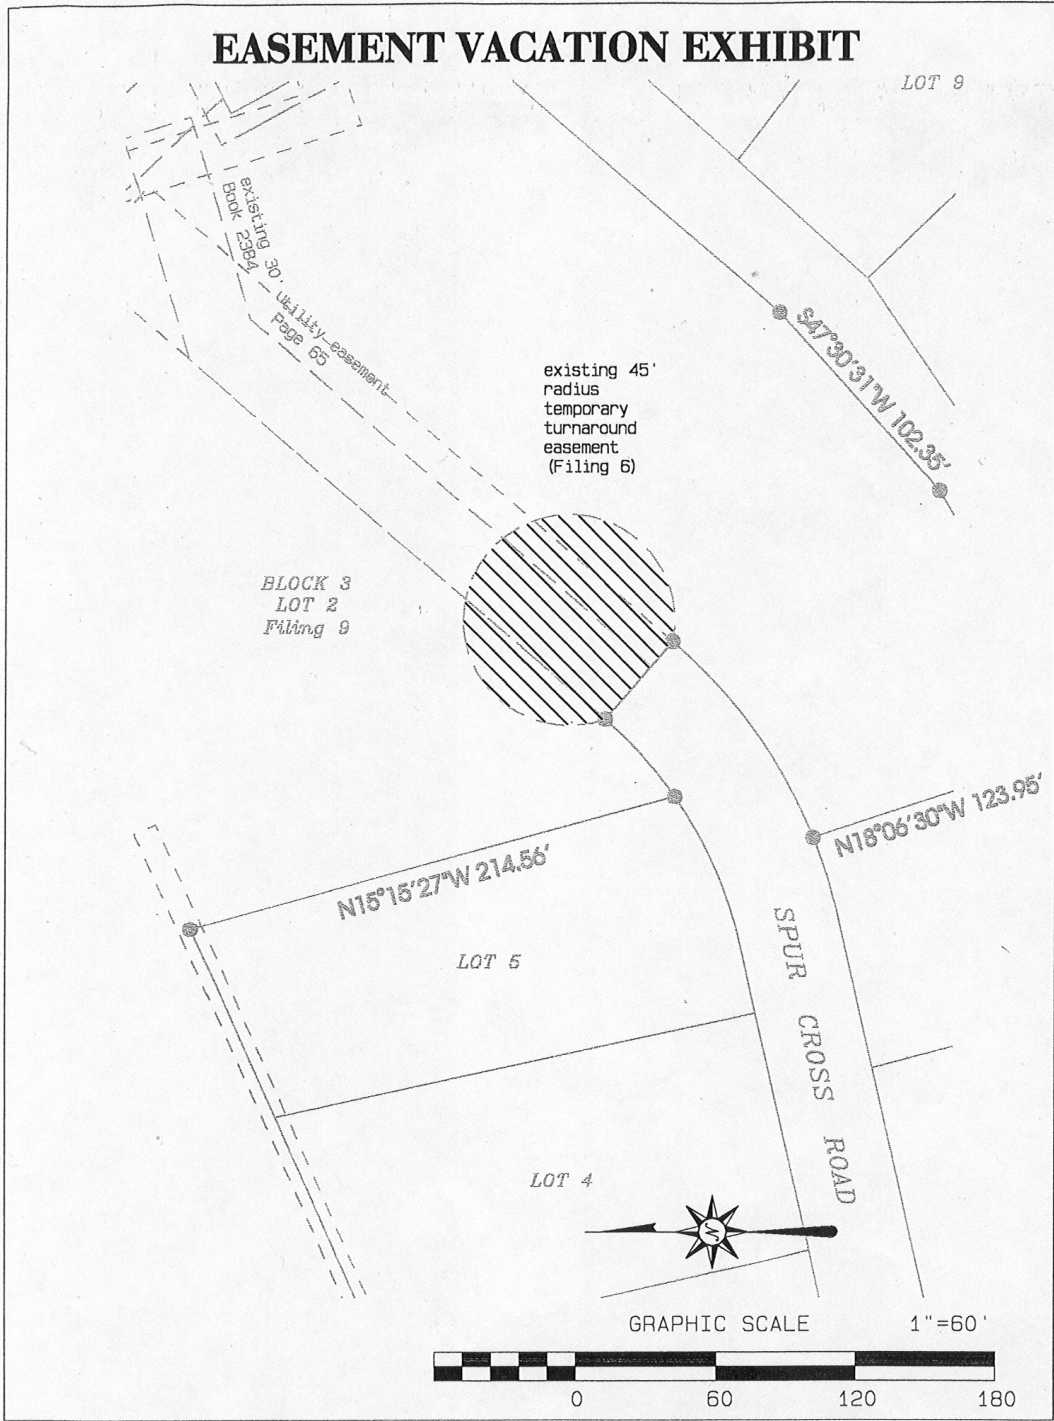 EASEMENT VACATION EXHIBIT
LOT 9
existing 30' utility easement
Book 2384 Page 65
S47°30'31"W 102.35'
existing 45'
radius
temporary
turnaround
easement
(Filing 6)
BLOCK 3
LOT 2
Filing 9
N18°06'30"W 123.95'
N15°15'27"W 214.56'
SPUR CROSS ROAD
LOT 5
LOT 4
N
GRAPHIC SCALE 1"=60'
0 60 120 180